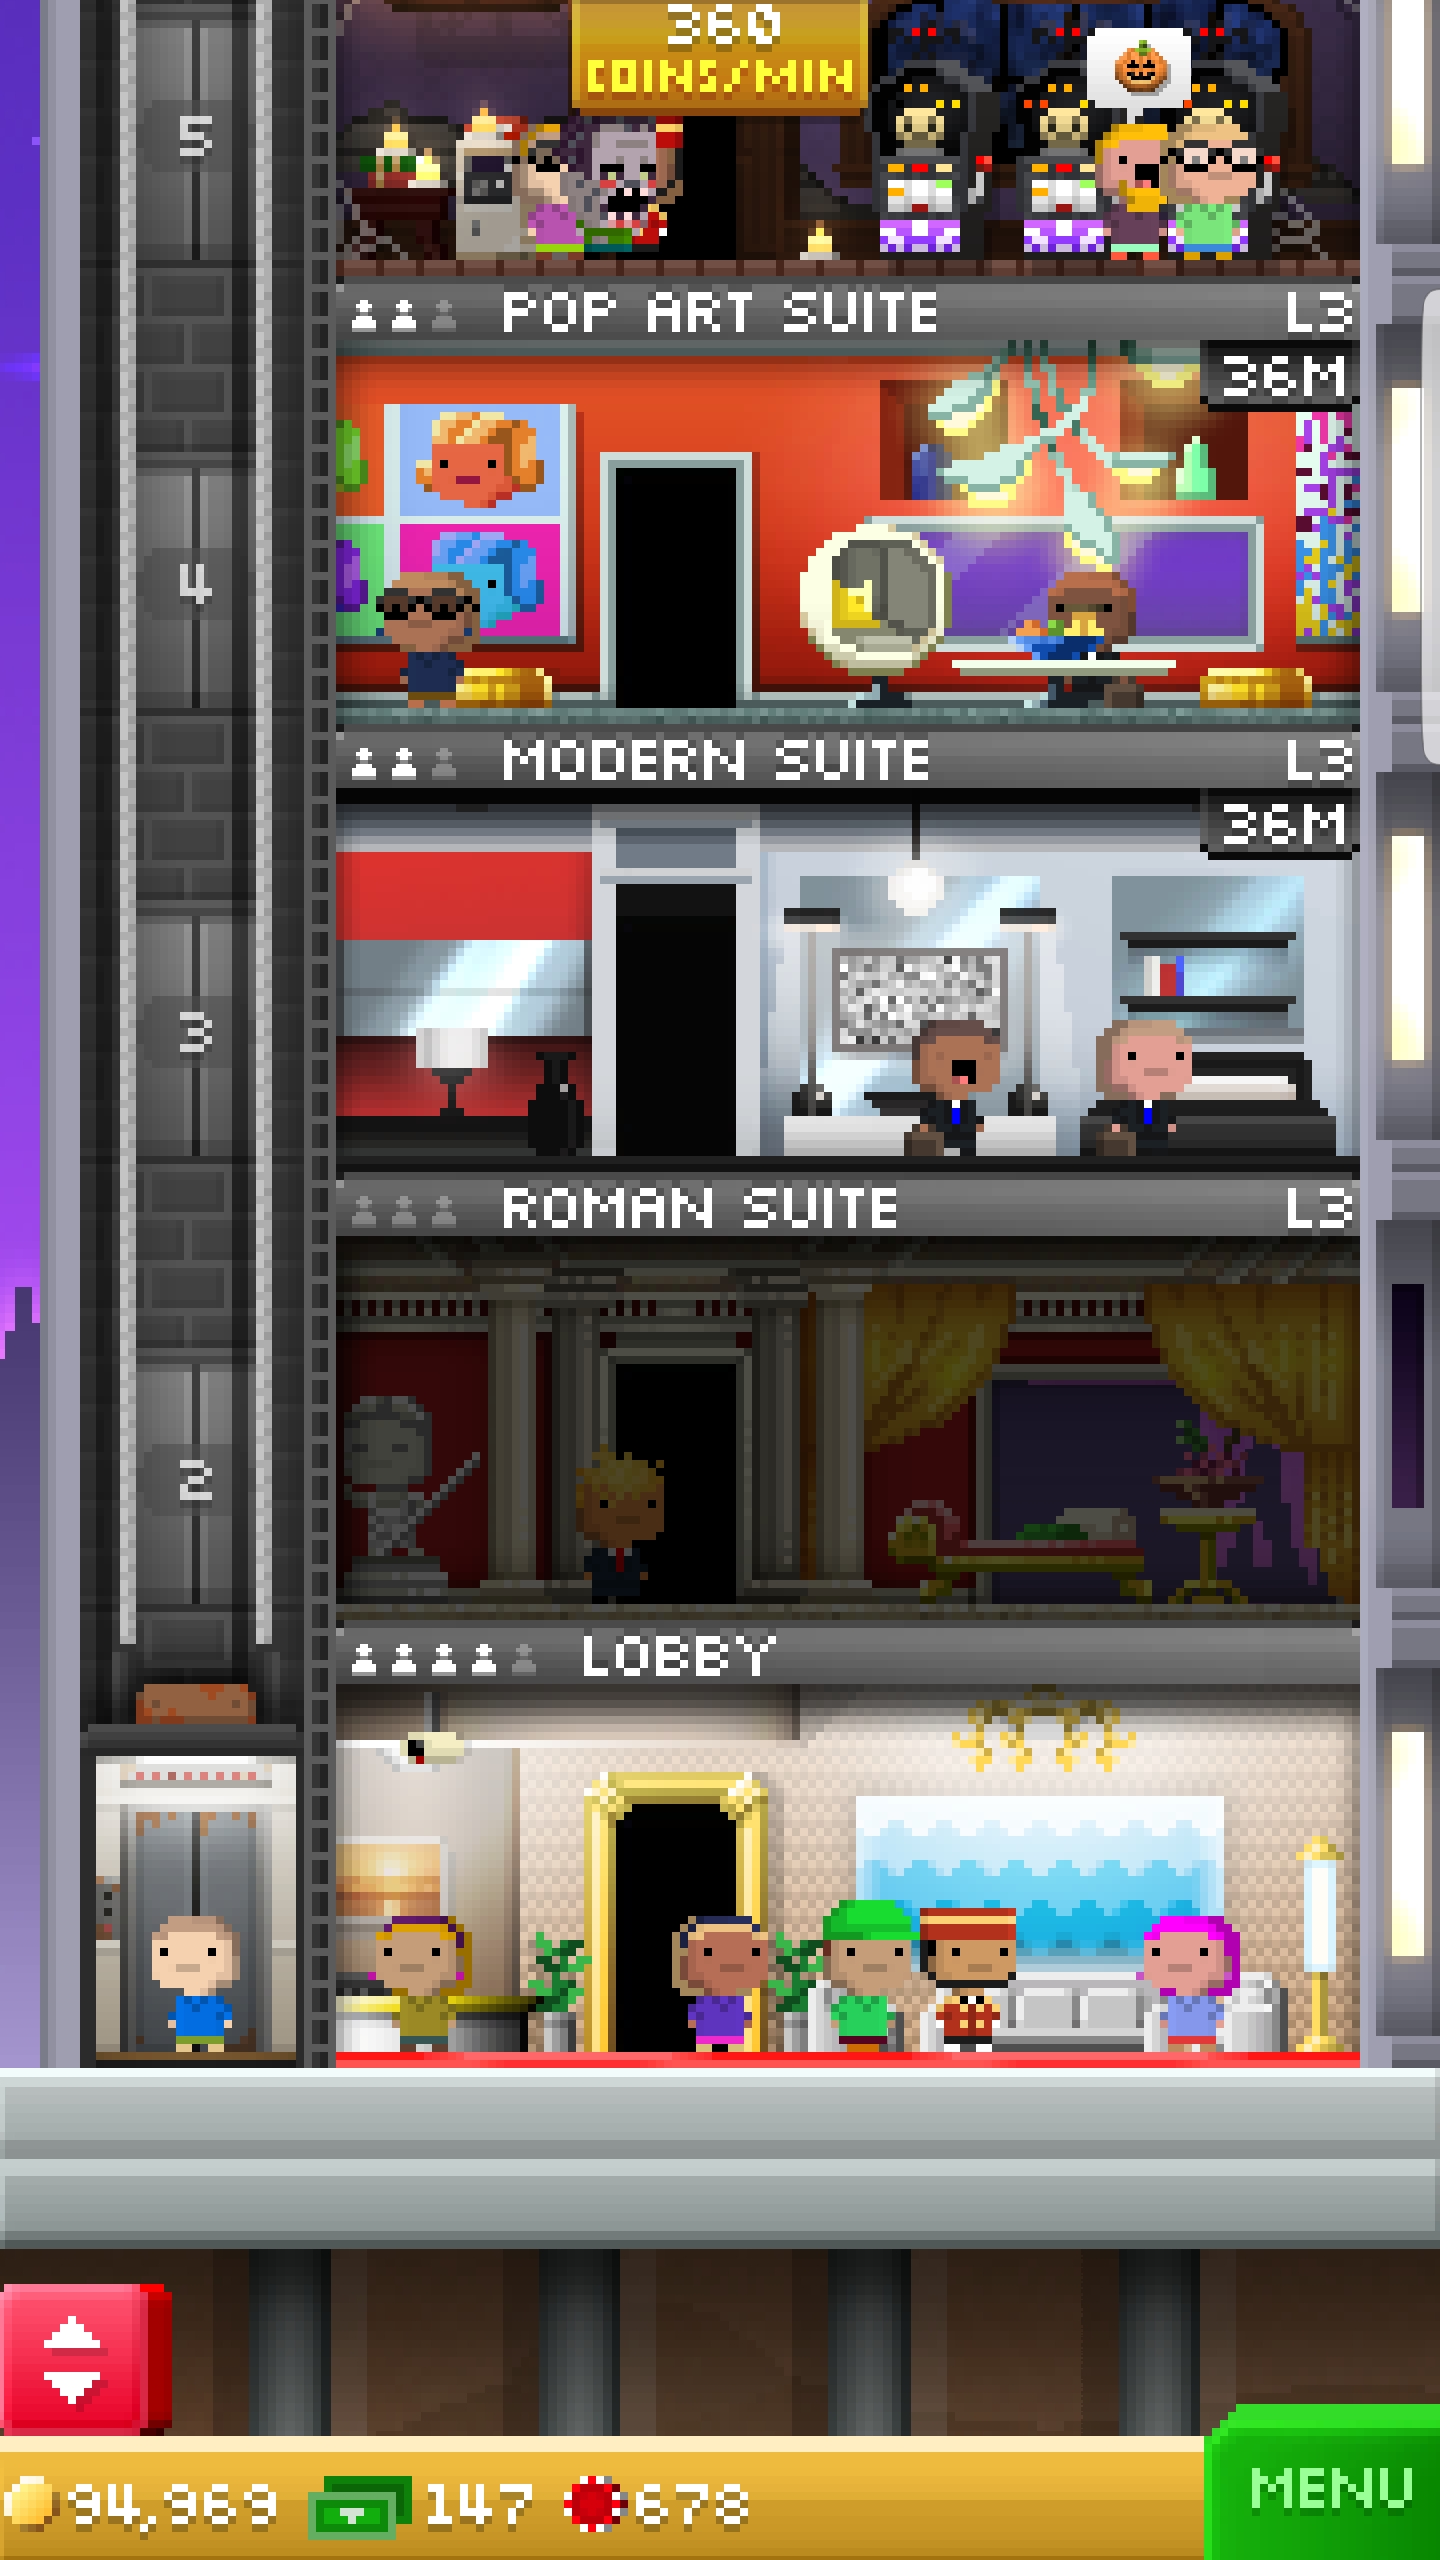 360
COINS/MIN
5
POP ART SUITE L3
36M
4
MODERN SUITE L3
36M
3
ROMAN SUITE L3
2
LOBBY
94,969 147 678
MENU